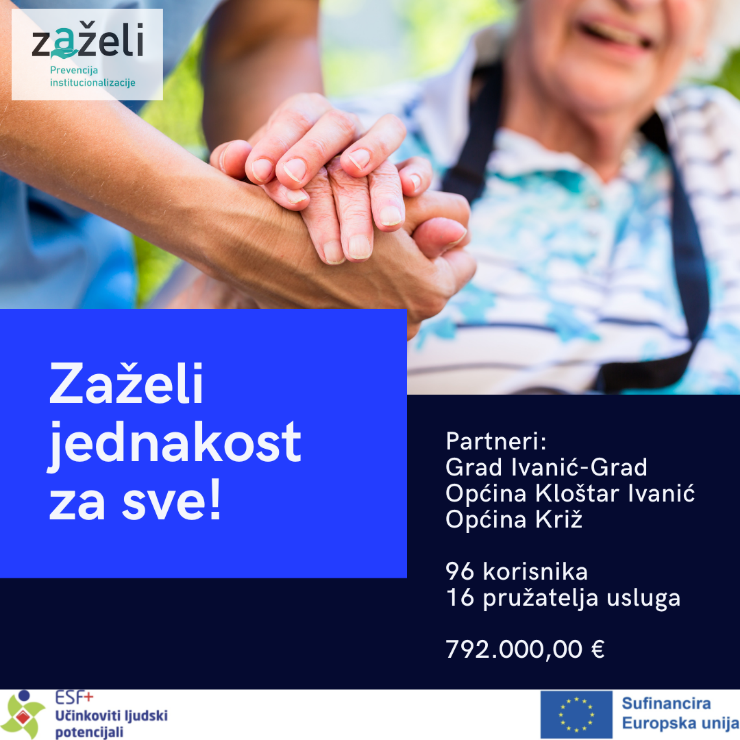 zaželi
Prevencija
institucionalizacije
Zaželi
jednakost
za sve!
Partneri:
Grad Ivanić-Grad
Općina Kloštar Ivanić
Općina Križ
96 korisnika
16 pružatelja usluga
792.000,00 €
ESF+
Učinkoviti ljudski
potencijali
Sufinancira
Europska unija